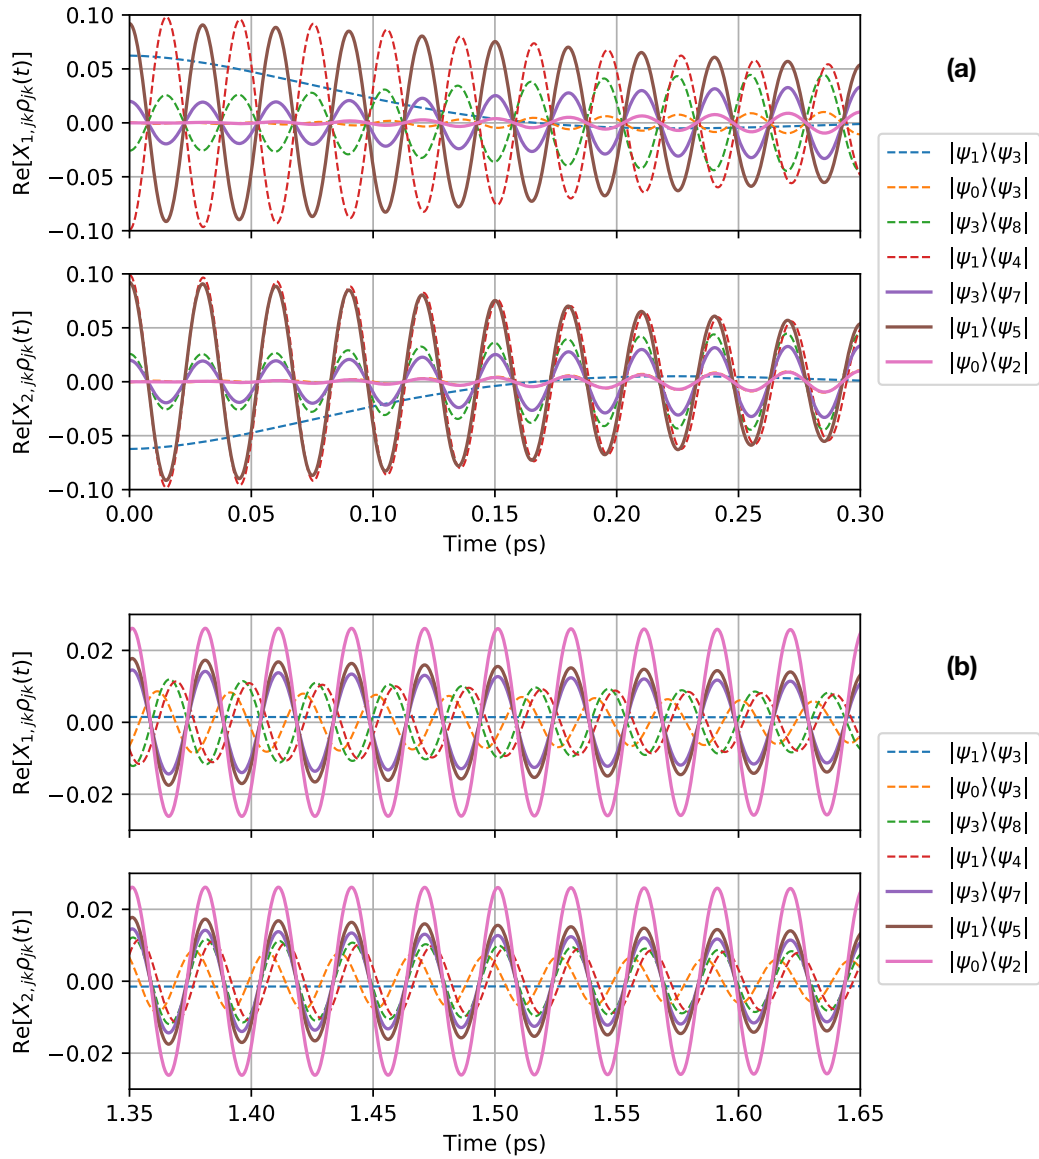 0.10
0.05
0.00
−0.05
−0.10
Re[X₁,ⱼₖρⱼₖ(t)]
(a)
|ψ₁⟩⟨ψ₃|
|ψ₀⟩⟨ψ₃|
|ψ₃⟩⟨ψ₈|
|ψ₁⟩⟨ψ₄|
|ψ₃⟩⟨ψ₇|
|ψ₁⟩⟨ψ₅|
|ψ₀⟩⟨ψ₂|
0.10
0.05
0.00
−0.05
−0.10
Re[X₂,ⱼₖρⱼₖ(t)]
0.00 0.05 0.10 0.15 0.20 0.25 0.30
Time (ps)
0.02
0.00
−0.02
Re[X₁,ⱼₖρⱼₖ(t)]
(b)
|ψ₁⟩⟨ψ₃|
|ψ₀⟩⟨ψ₃|
|ψ₃⟩⟨ψ₈|
|ψ₁⟩⟨ψ₄|
|ψ₃⟩⟨ψ₇|
|ψ₁⟩⟨ψ₅|
|ψ₀⟩⟨ψ₂|
0.02
0.00
−0.02
Re[X₂,ⱼₖρⱼₖ(t)]
1.35 1.40 1.45 1.50 1.55 1.60 1.65
Time (ps)